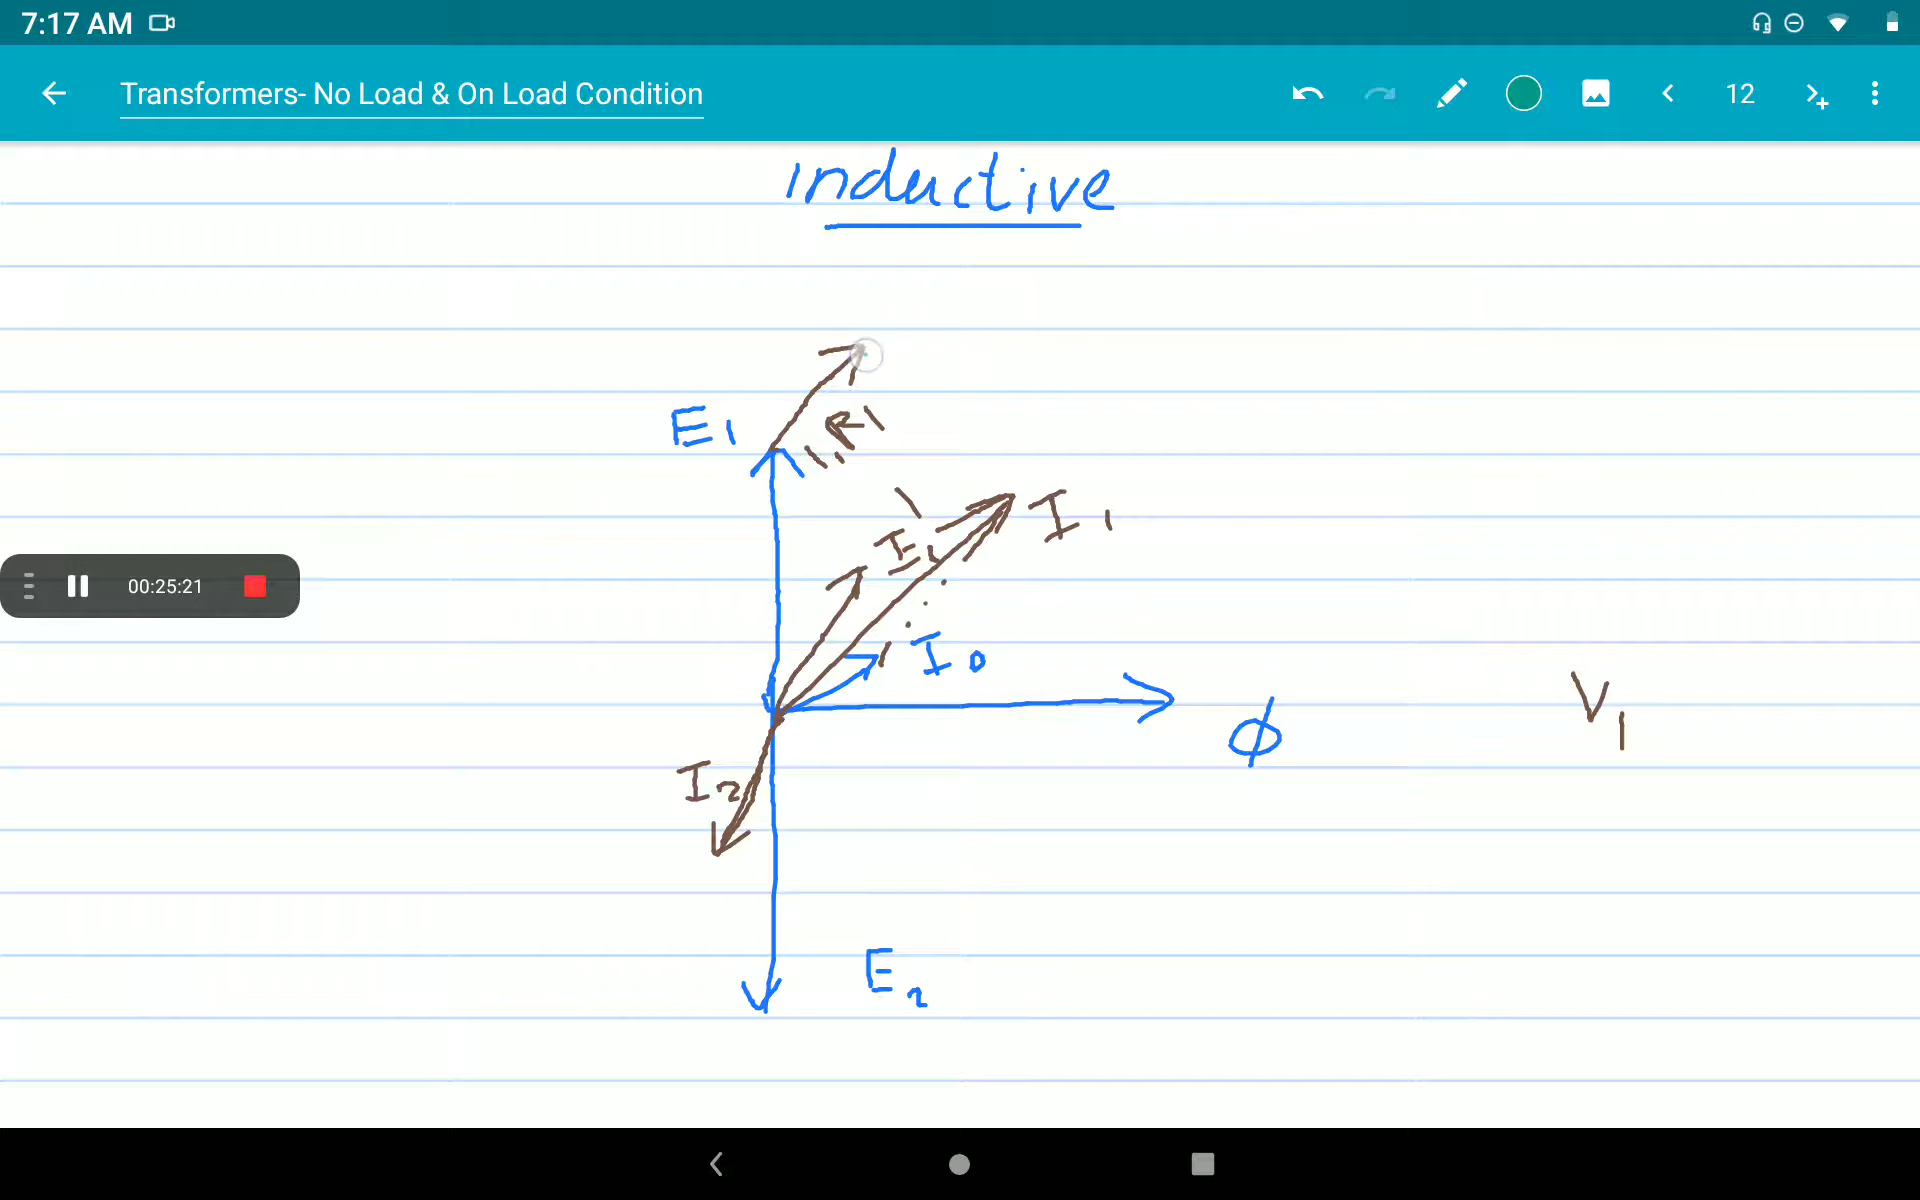 7:17 AM
Transformers- No Load & On Load Condition
12
inductive
E1
I1R1
I1'
I1
00:25:21
I0
V1
ϕ
I2
E2